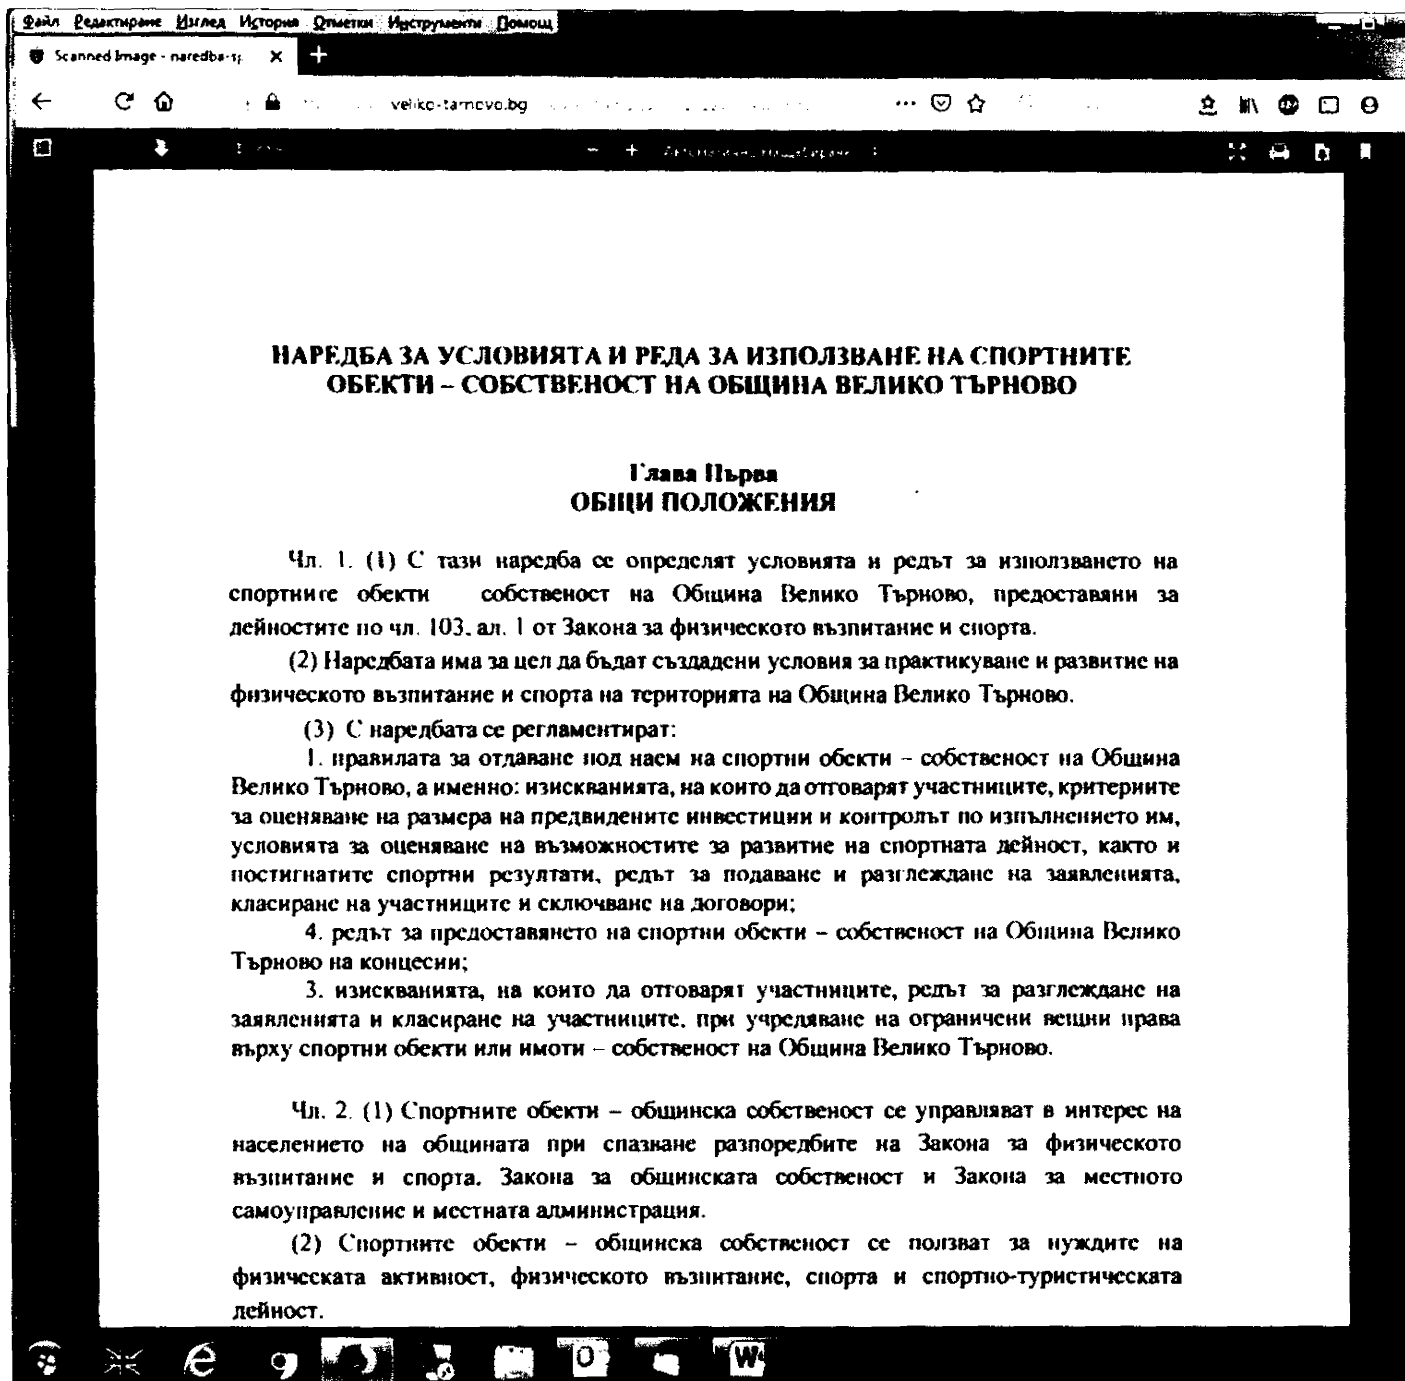 Файл Редактиране Изглед История Отметки Инструменти Помощ
Scanned Image - naredba-
veliko-tarnovo.bg
НАРЕДБА ЗА УСЛОВИЯТА И РЕДА ЗА ИЗПОЛЗВАНЕ НА СПОРТНИТЕ
ОБЕКТИ – СОБСТВЕНОСТ НА ОБЩИНА ВЕЛИКО ТЪРНОВО
Глава Първа
ОБЩИ ПОЛОЖЕНИЯ
Чл. 1. (1) С тази наредба се определят условията и редът за използването на
спортните обекти собственост на Община Велико Търново, предоставяни за
дейностите по чл. 103, ал. 1 от Закона за физическото възпитание и спорта.
(2) Наредбата има за цел да бъдат създадени условия за практикуване и развитие на
физическото възпитание и спорта на територията на Община Велико Търново.
(3) С наредбата се регламентират:
1. правилата за отдаване под наем на спортни обекти – собственост на Община
Велико Търново, а именно: изискванията, на които да отговарят участниците, критериите
за оценяване на размера на предвидените инвестиции и контролът по изпълнението им,
условията за оценяване на възможностите за развитие на спортната дейност, както и
постигнатите спортни резултати, редът за подаване и разглеждане на заявленията,
класиране на участниците и сключване на договори;
4. редът за предоставянето на спортни обекти – собственост на Община Велико
Търново на концесии;
3. изискванията, на които да отговарят участниците, редът за разглеждане на
заявленията и класиране на участниците, при учредяване на ограничени вещни права
върху спортни обекти или имоти – собственост на Община Велико Търново.
Чл. 2. (1) Спортните обекти – общинска собственост се управляват в интерес на
населението на общината при спазване разпоредбите на Закона за физическото
възпитание и спорта, Закона за общинската собственост и Закона за местното
самоуправление и местната администрация.
(2) Спортните обекти – общинска собственост се ползват за нуждите на
физическата активност, физическото възпитание, спорта и спортно-туристическата
дейност.